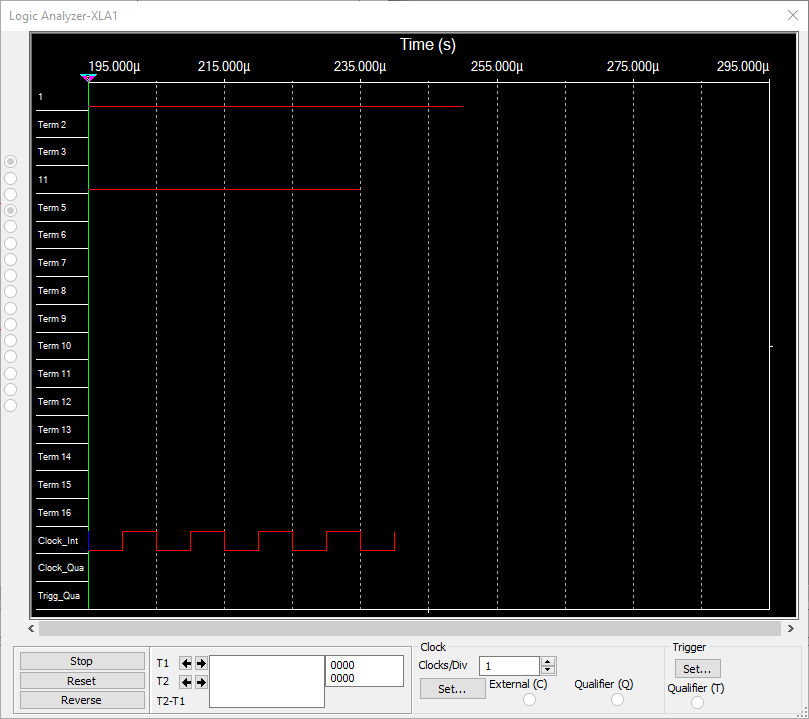 Logic Analyzer-XLA1
Time (s)
195.000µ 215.000µ 235.000µ 255.000µ 275.000µ 295.000µ
1
Term 2
Term 3
11
Term 5
Term 6
Term 7
Term 8
Term 9
Term 10
Term 11
Term 12
Term 13
Term 14
Term 15
Term 16
Clock_Int
Clock_Qua
Trigg_Qua
Stop
Reset
Reverse
T1
T2
T2-T1
0000
0000
Clock
Clocks/Div 1
Set...
External (C)
Qualifier (Q)
Trigger
Set...
Qualifier (T)